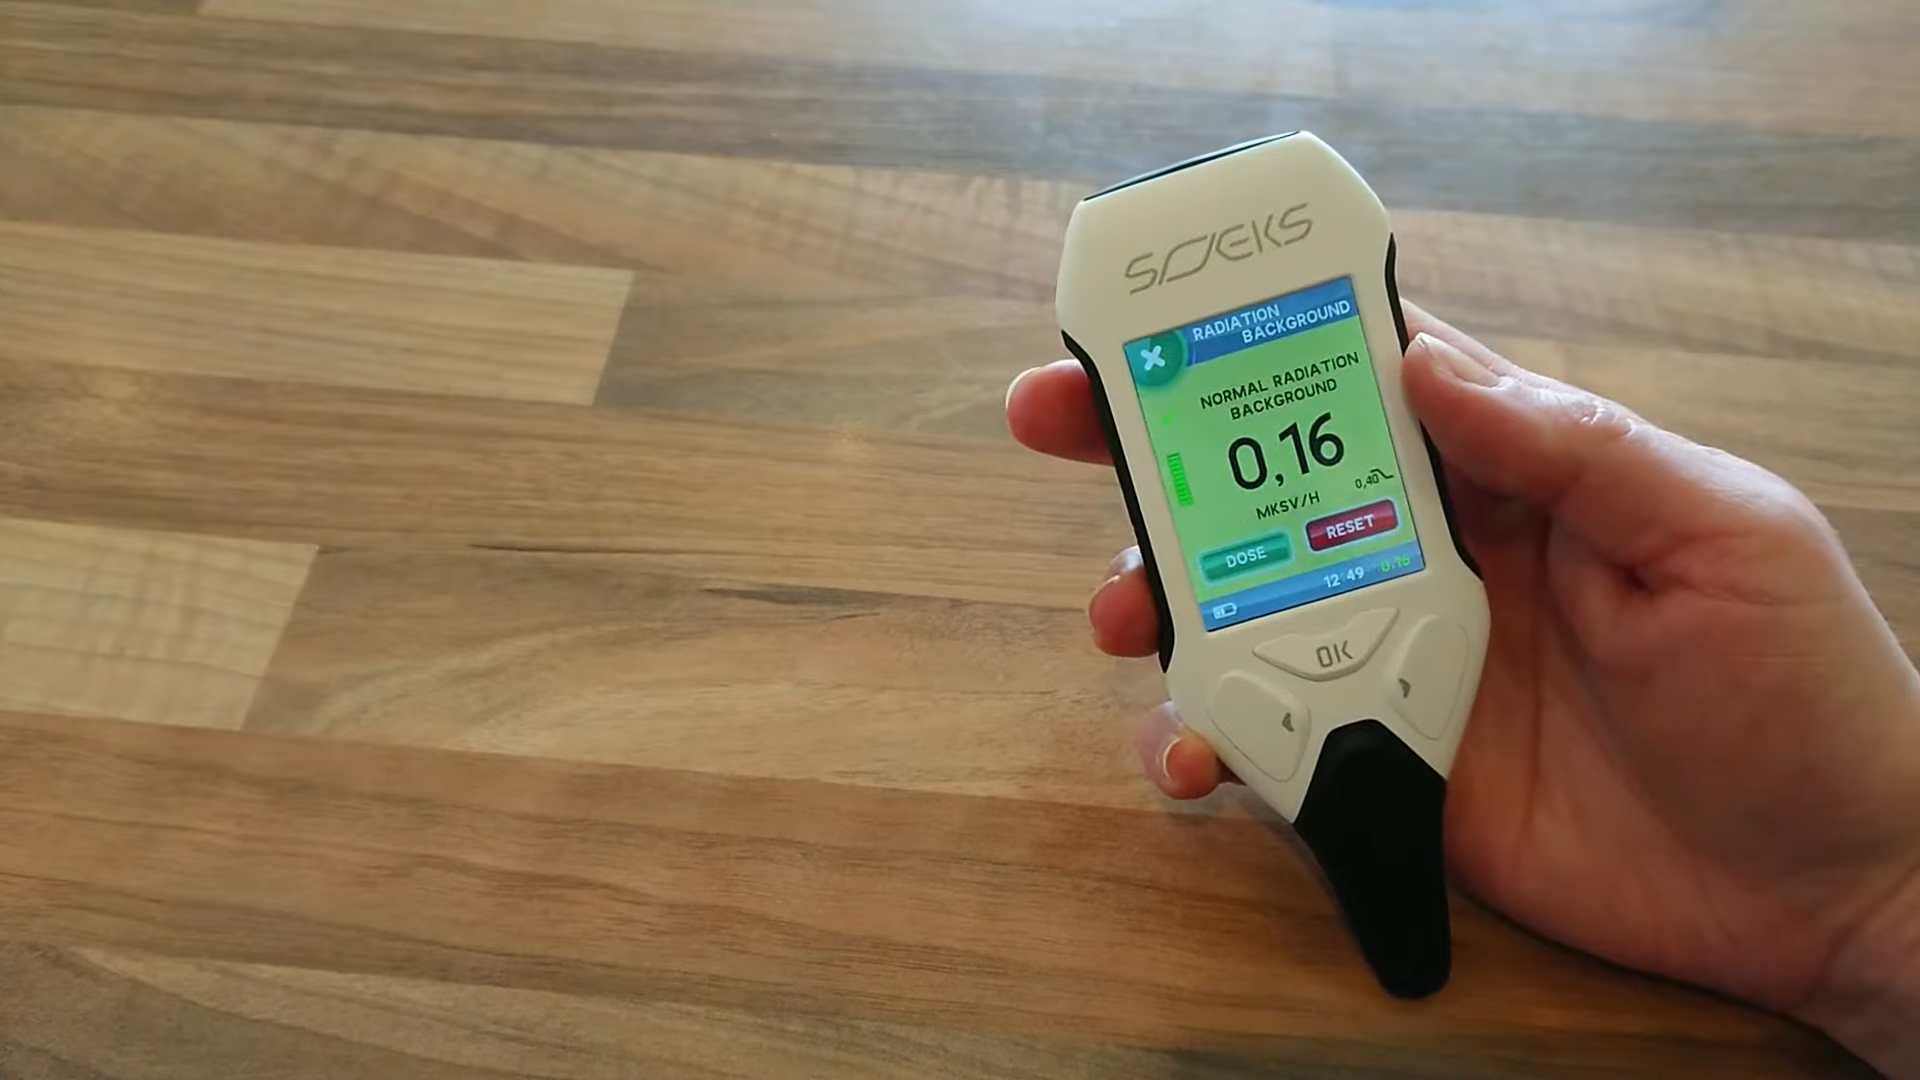 SOEKS
RADIATION
BACKGROUND
NORMAL RADIATION
BACKGROUND
0,16
0,40
MKSV/H
DOSE
RESET
12 49
0.16
OK